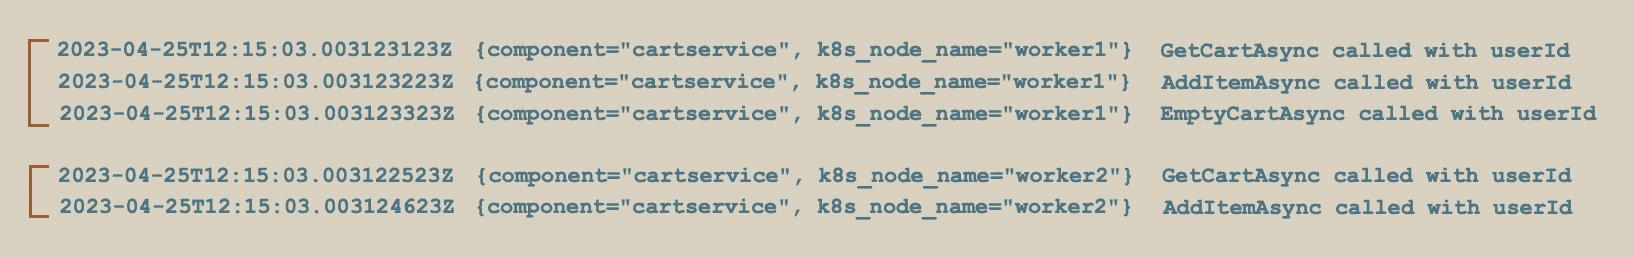 2023-04-25T12:15:03.003123123Z {component="cartservice", k8s_node_name="worker1"} GetCartAsync called with userId
2023-04-25T12:15:03.003123223Z {component="cartservice", k8s_node_name="worker1"} AddItemAsync called with userId
2023-04-25T12:15:03.003123323Z {component="cartservice", k8s_node_name="worker1"} EmptyCartAsync called with userId
2023-04-25T12:15:03.003122523Z {component="cartservice", k8s_node_name="worker2"} GetCartAsync called with userId
2023-04-25T12:15:03.003124623Z {component="cartservice", k8s_node_name="worker2"} AddItemAsync called with userId